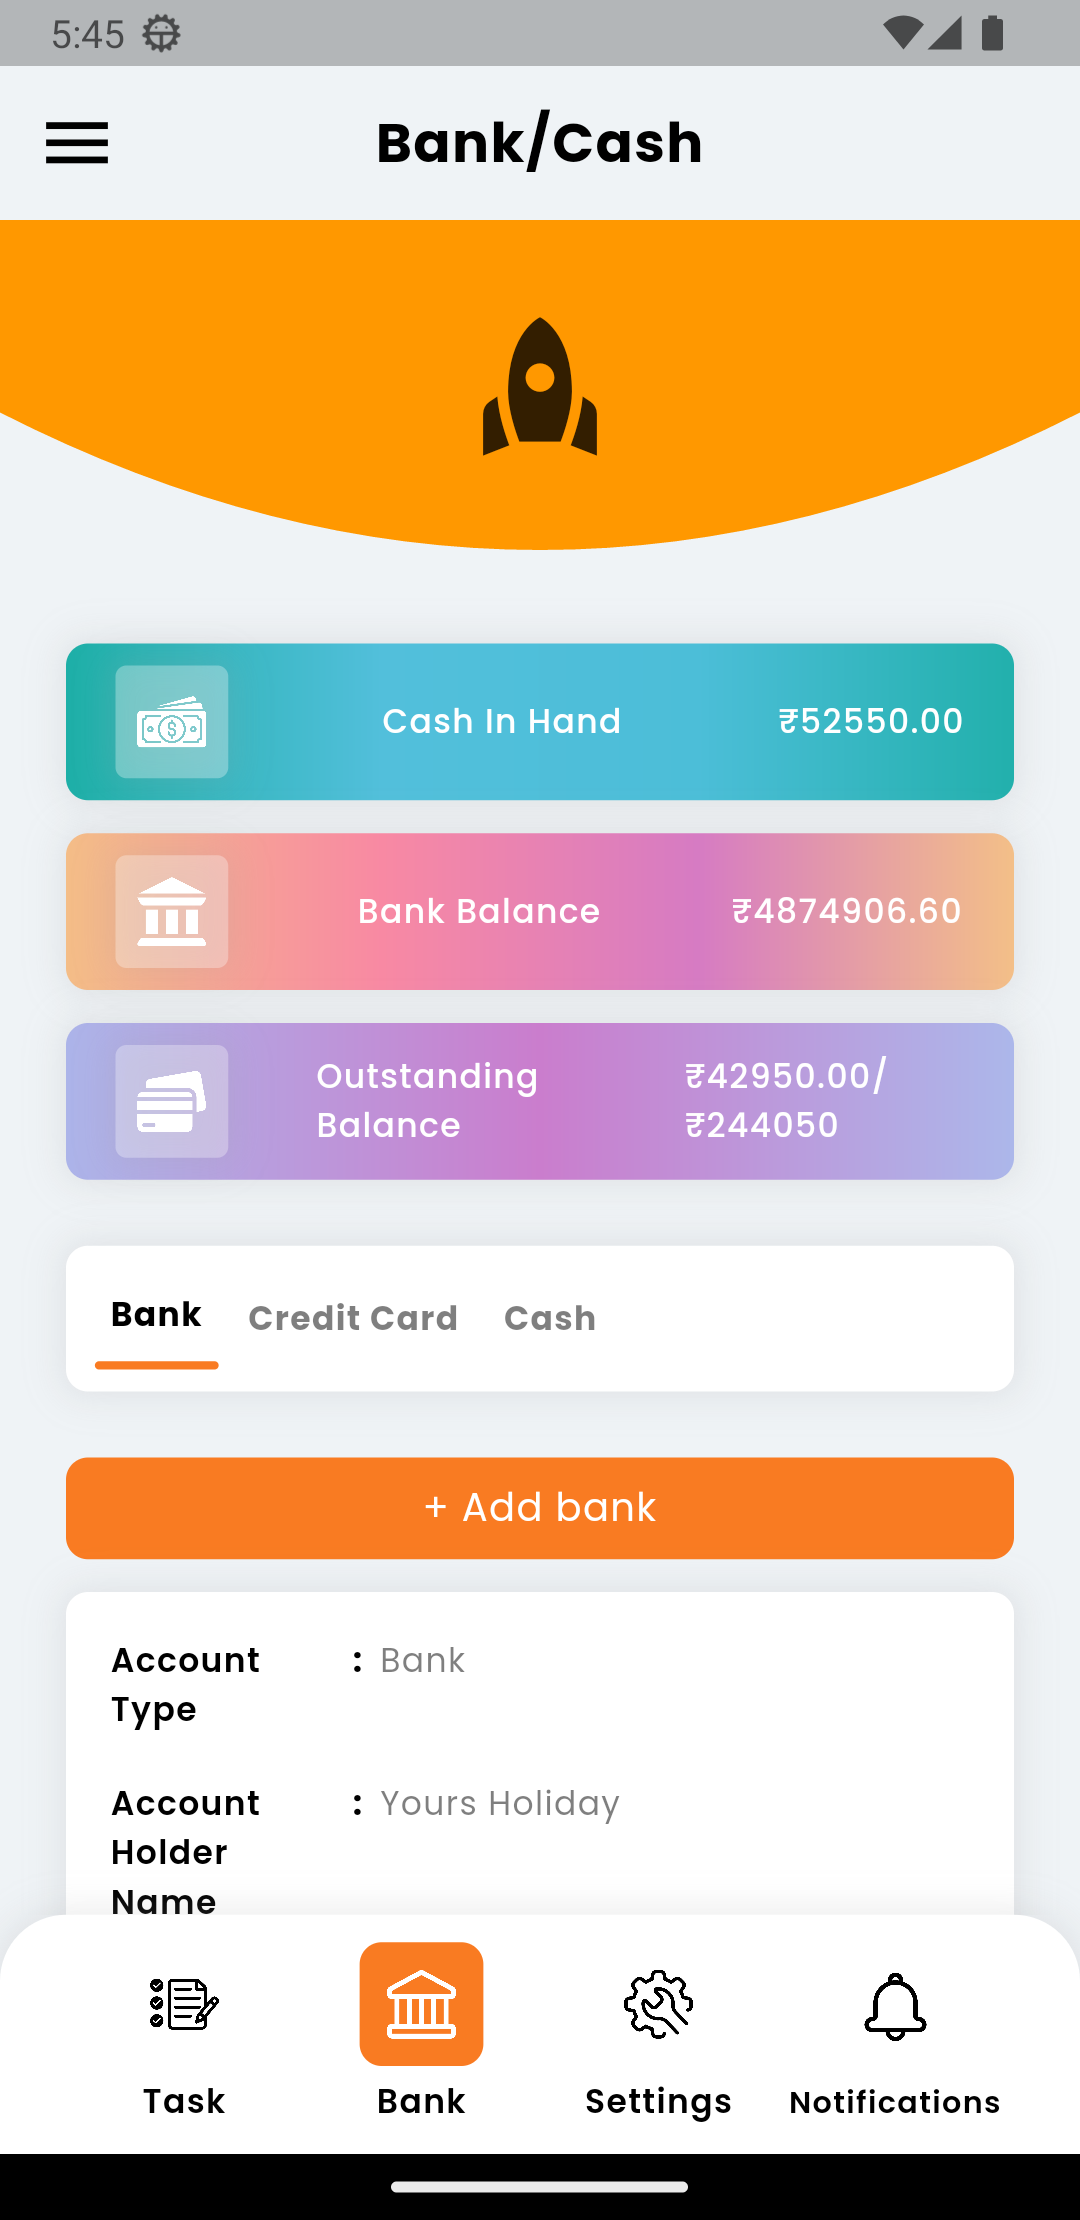 5:45
Bank/Cash
Cash In Hand ₹52550.00
Bank Balance ₹4874906.60
Outstanding ₹42950.00/
Balance ₹244050
Bank Credit Card Cash
+ Add bank
Account : Bank
Type
Account : Yours Holiday
Holder
Name
Task Bank Settings Notifications